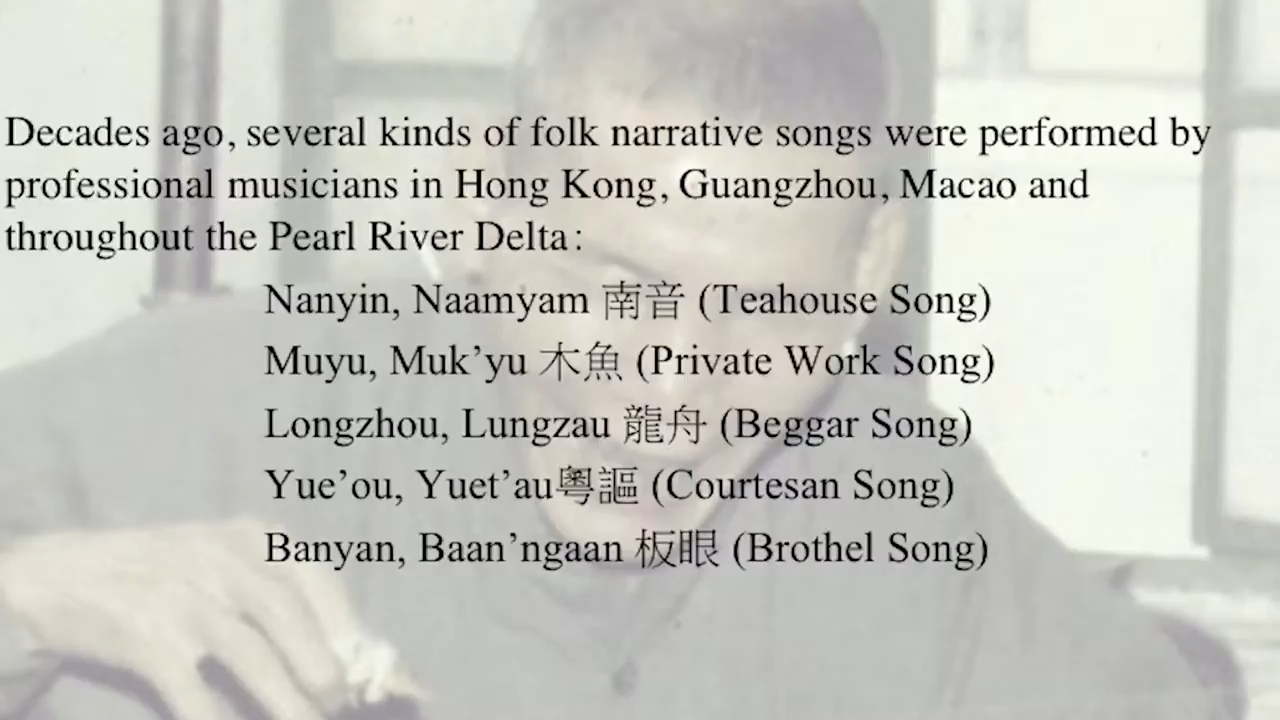 Decades ago, several kinds of folk narrative songs were performed by
professional musicians in Hong Kong, Guangzhou, Macao and
throughout the Pearl River Delta:
Nanyin, Naamyam 南音 (Teahouse Song)
Muyu, Muk’yu 木魚 (Private Work Song)
Longzhou, Lungzau 龍舟 (Beggar Song)
Yue’ou, Yuet’au粵謳 (Courtesan Song)
Banyan, Baan’ngaan 板眼 (Brothel Song)